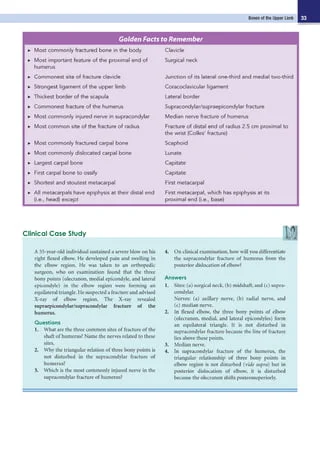 Bones of the Upper Limb 33
Golden Facts to Remember
▸ Most commonly fractured bone in the body Clavicle
▸ Most important feature of the proximal end of Surgical neck
humerus
▸ Commonest site of fracture clavicle Junction of its lateral one-third and medial two-third
▸ Strongest ligament of the upper limb Coracoclavicular ligament
▸ Thickest border of the scapula Lateral border
▸ Commonest fracture of the humerus Supracondylar/supraepicondylar fracture
▸ Most commonly injured nerve in supracondylar Median nerve fracture of humerus
▸ Most common site of the fracture of radius Fracture of distal end of radius 2.5 cm proximal to
the wrist (Colles' fracture)
▸ Most commonly fractured carpal bone Scaphoid
▸ Most commonly dislocated carpal bone Lunate
▸ Largest carpal bone Capitate
▸ First carpal bone to ossify Capitate
▸ Shortest and stoutest metacarpal First metacarpal
▸ All metacarpals have epiphysis at their distal end First metacarpal, which has epiphysis at its
(i.e., head) except proximal end (i.e., base)
Clinical Case Study
A 35-year-old individual sustained a severe blow on his
right flexed elbow. He developed pain and swelling in
the elbow region. He was taken to an orthopedic
surgeon, who on examination found that the three
bony points (olecranon, medial epicondyle, and lateral
epicondyle) in the elbow region were forming an
equilateral triangle. He suspected a fracture and advised
X-ray of elbow region. The X-ray revealed
supraepicondylar/supracondylar fracture of the
humerus.
Questions
1. What are the three common sites of fracture of the
shaft of humerus? Name the nerves related to these
sites.
2. Why the triangular relation of three bony points is
not disturbed in the supracondylar fracture of
humerus?
3. Which is the most commonly injured nerve in the
supracondylar fracture of humerus?
4. On clinical examination, how will you differentiate
the supracondylar fracture of humerus from the
posterior dislocation of elbow?
Answers
1. Sites: (a) surgical neck, (b) midshaft, and (c) supra-
condylar.
Nerves: (a) axillary nerve, (b) radial nerve, and
(c) median nerve.
2. In flexed elbow, the three bony points of elbow
(olecranon, medial, and lateral epicondyles) form
an equilateral triangle. It is not disturbed in
supracondylar fracture because the line of fracture
lies above these points.
3. Median nerve.
4. In supracondylar fracture of the humerus, the
triangular relationship of three bony points in
elbow region is not disturbed (vide supra) but in
posterior dislocation of elbow, it is disturbed
because the olecranon shifts posterosuperiorly.